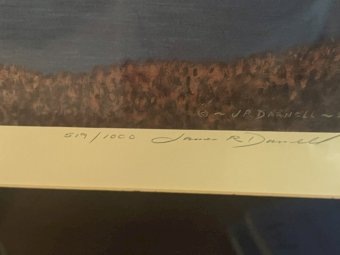 © ~ J.R. DARNELL ~
519/1000 James R. Darnell